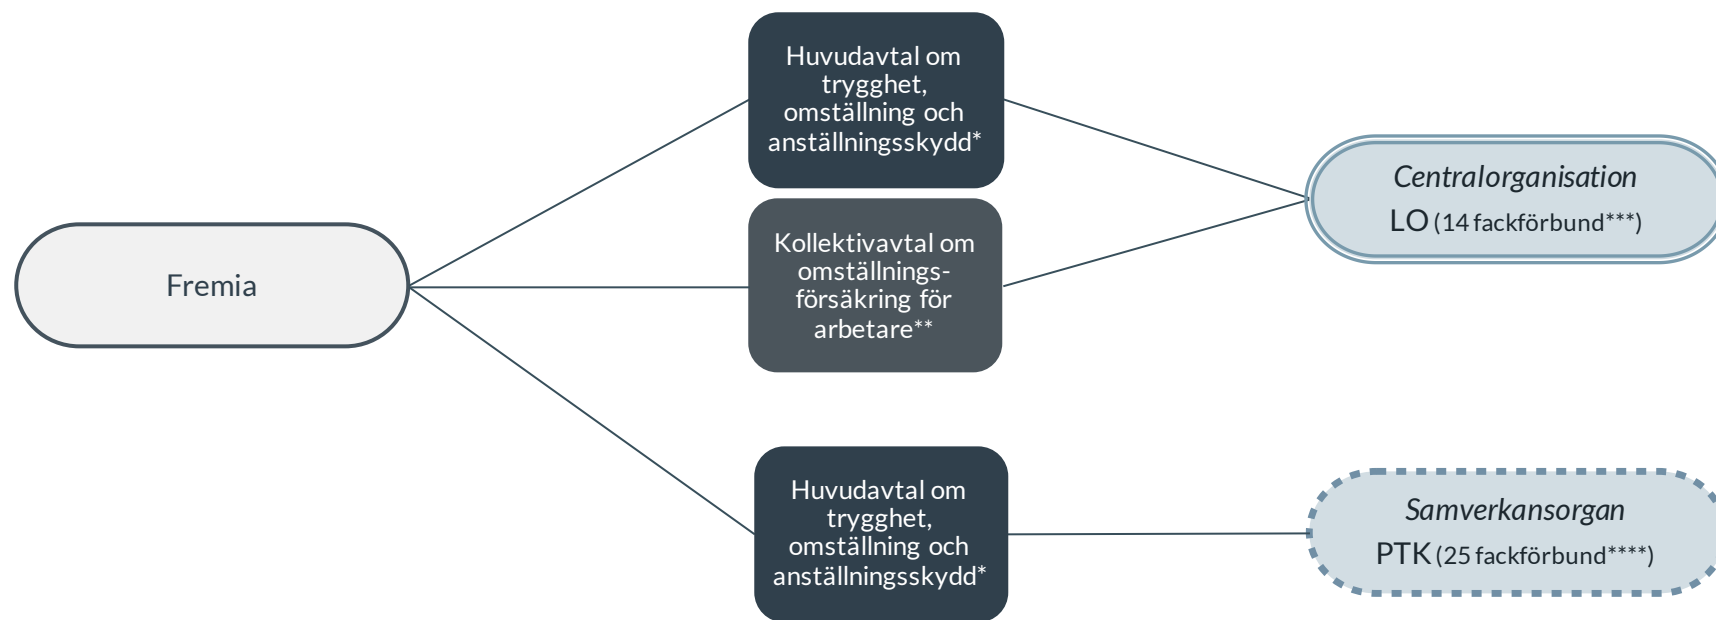 Huvudavtal om
trygghet,
omställning och
anställningsskydd*
Centralorganisation
LO (14 fackförbund***)
Kollektivavtal om
omställnings-
försäkring för
arbetare**
Fremia
Huvudavtal om
trygghet,
omställning och
anställningsskydd*
Samverkansorgan
PTK (25 fackförbund****)